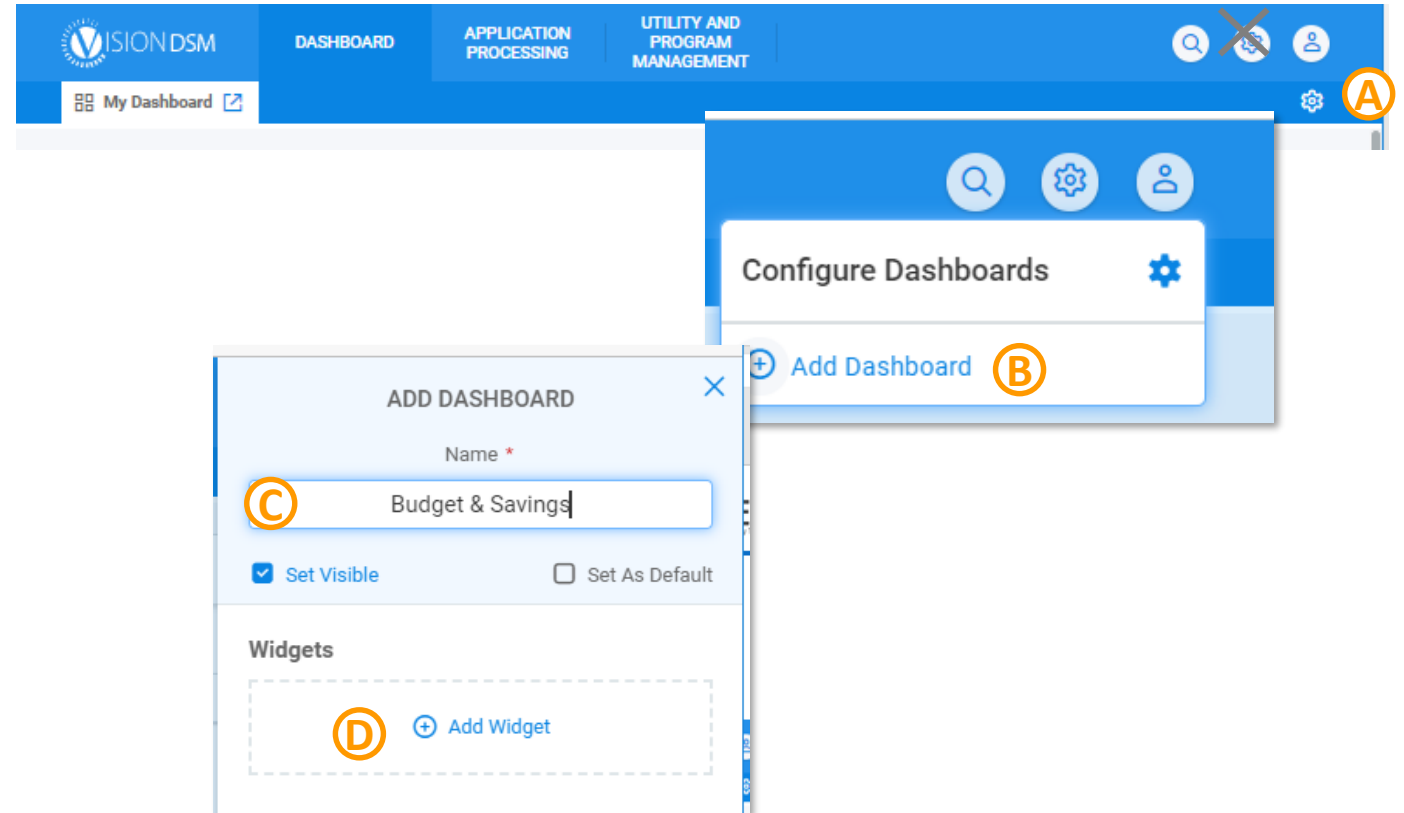 VISION DSM
DASHBOARD
APPLICATION
PROCESSING
UTILITY AND
PROGRAM
MANAGEMENT
My Dashboard
A
Configure Dashboards
Add Dashboard
B
ADD DASHBOARD
Name *
C
Budget & Savings
Set Visible
Set As Default
Widgets
D
Add Widget